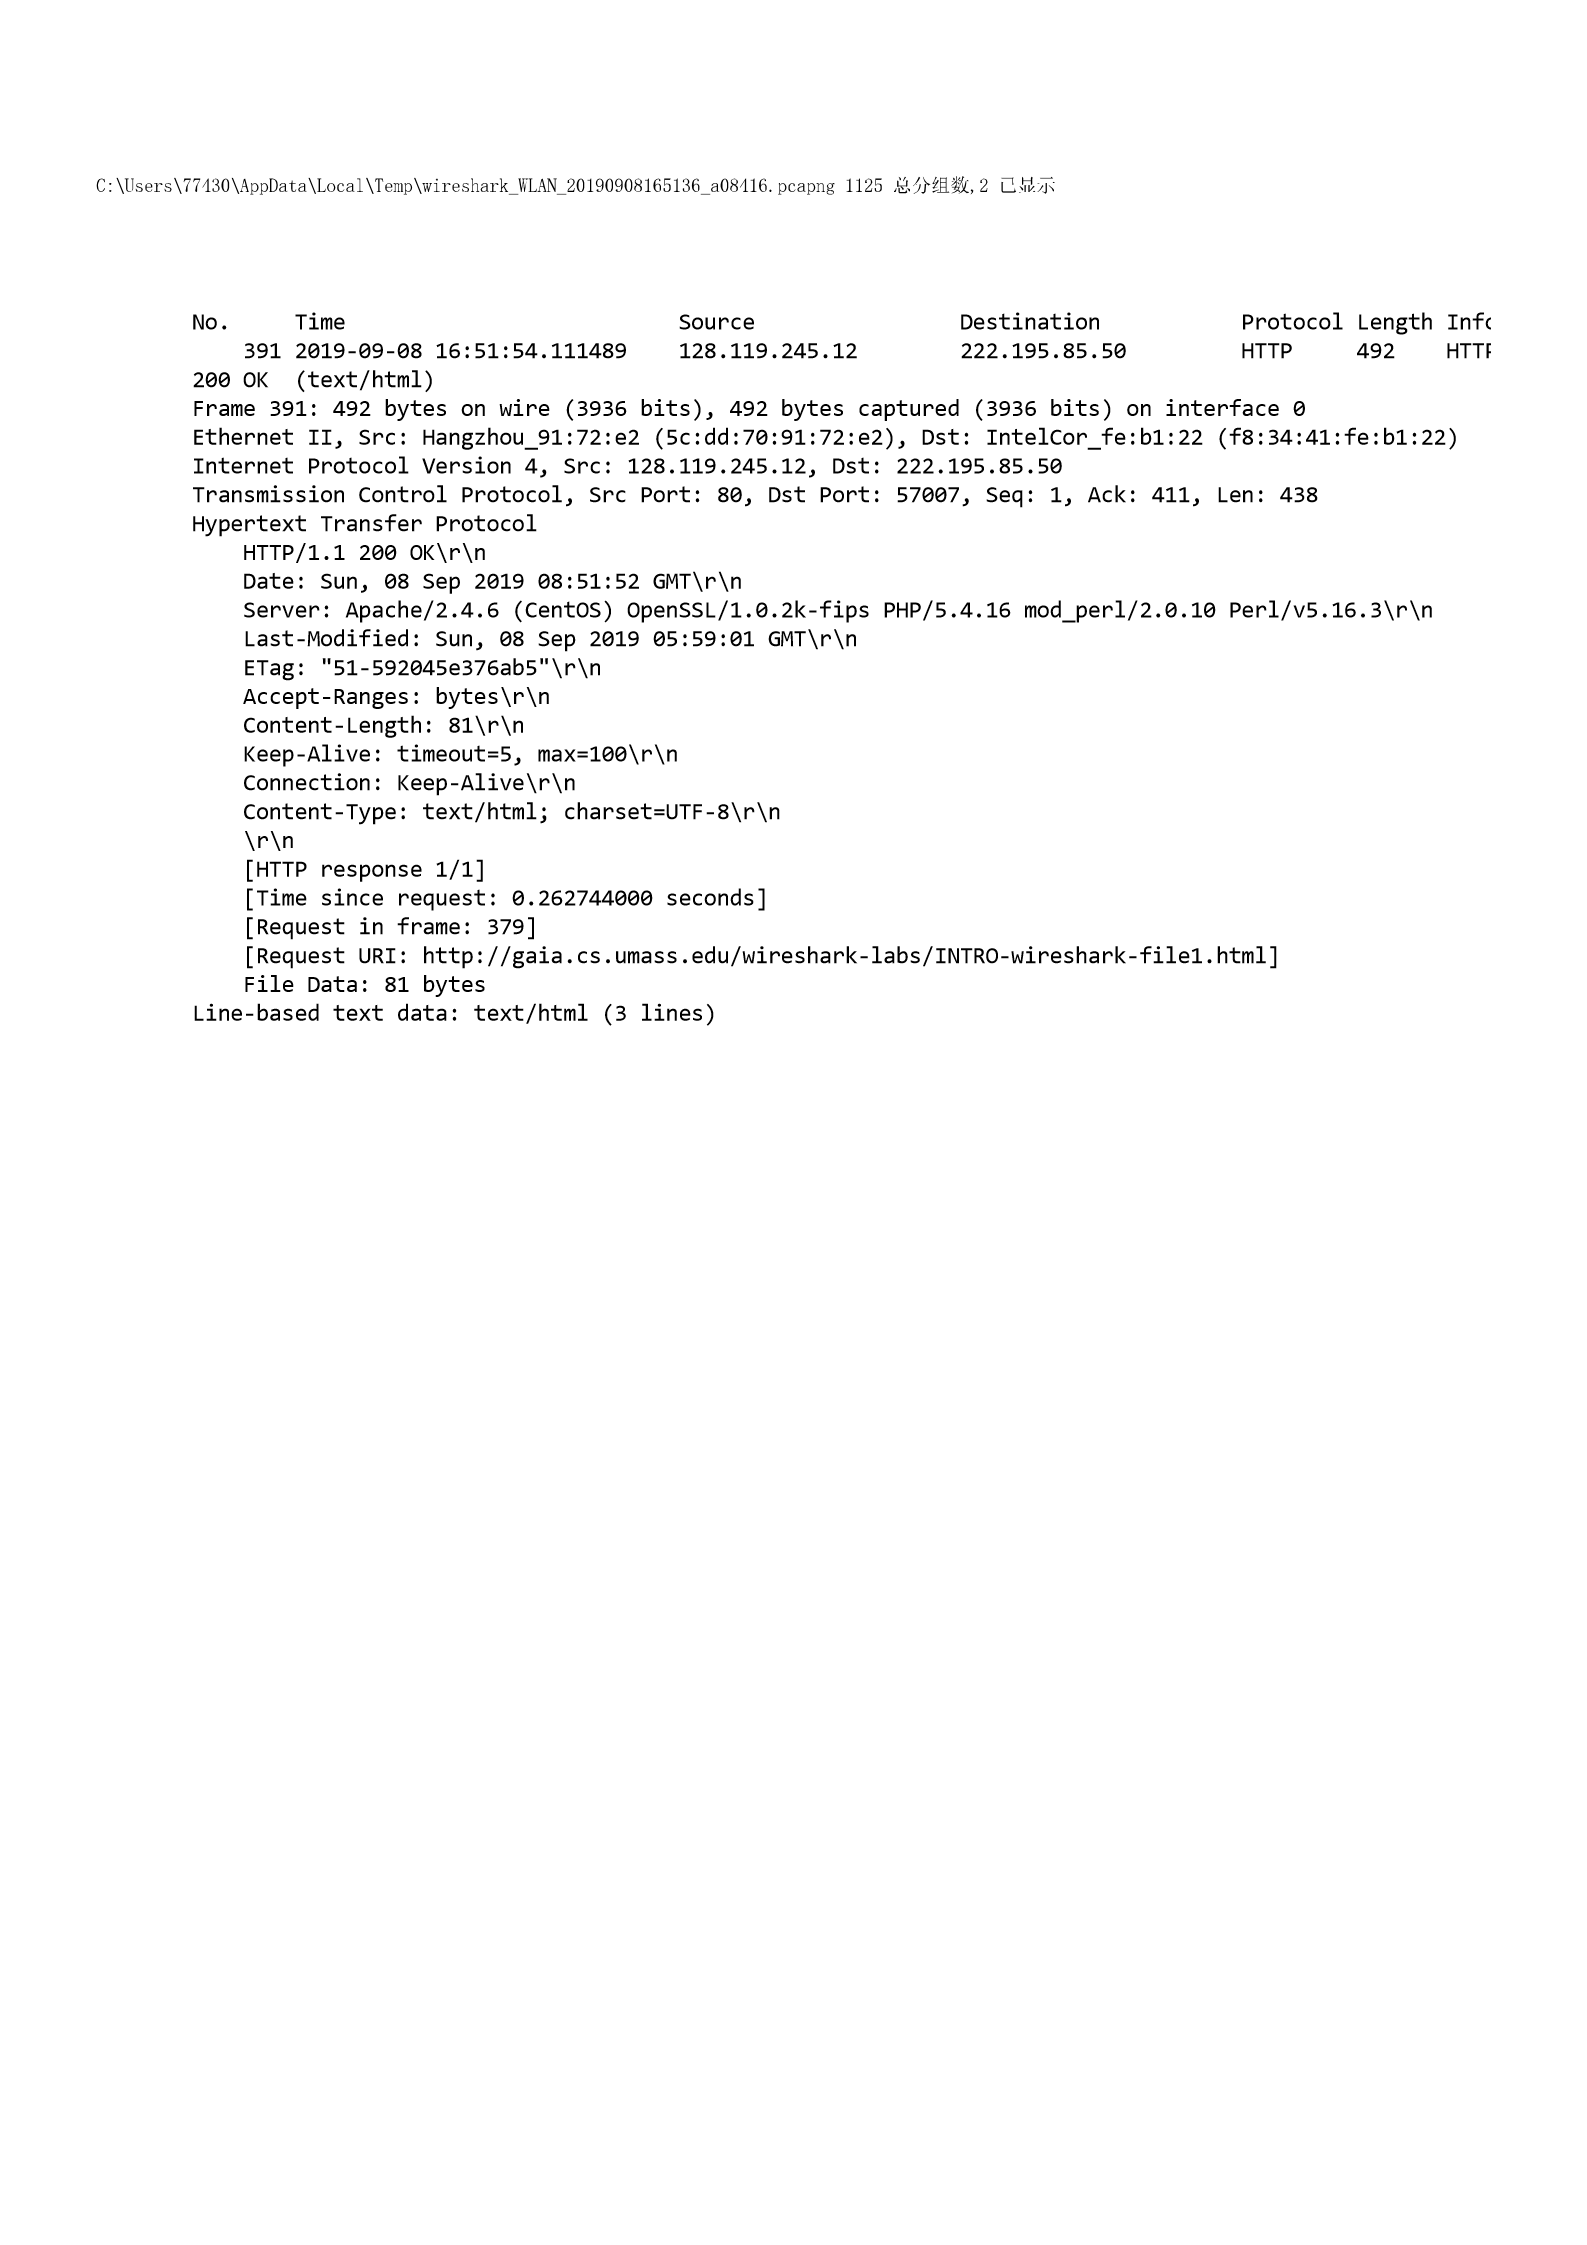 C:\Users\77430\AppData\Local\Temp\wireshark_WLAN_20190908165136_a08416.pcapng 1125 总分组数,2 已显示
No.     Time                          Source                Destination           Protocol Length Info
    391 2019-09-08 16:51:54.111489    128.119.245.12        222.195.85.50         HTTP     492    HTTP
200 OK  (text/html)
Frame 391: 492 bytes on wire (3936 bits), 492 bytes captured (3936 bits) on interface 0
Ethernet II, Src: Hangzhou_91:72:e2 (5c:dd:70:91:72:e2), Dst: IntelCor_fe:b1:22 (f8:34:41:fe:b1:22)
Internet Protocol Version 4, Src: 128.119.245.12, Dst: 222.195.85.50
Transmission Control Protocol, Src Port: 80, Dst Port: 57007, Seq: 1, Ack: 411, Len: 438
Hypertext Transfer Protocol
    HTTP/1.1 200 OK\r\n
    Date: Sun, 08 Sep 2019 08:51:52 GMT\r\n
    Server: Apache/2.4.6 (CentOS) OpenSSL/1.0.2k-fips PHP/5.4.16 mod_perl/2.0.10 Perl/v5.16.3\r\n
    Last-Modified: Sun, 08 Sep 2019 05:59:01 GMT\r\n
    ETag: "51-592045e376ab5"\r\n
    Accept-Ranges: bytes\r\n
    Content-Length: 81\r\n
    Keep-Alive: timeout=5, max=100\r\n
    Connection: Keep-Alive\r\n
    Content-Type: text/html; charset=UTF-8\r\n
    \r\n
    [HTTP response 1/1]
    [Time since request: 0.262744000 seconds]
    [Request in frame: 379]
    [Request URI: http://gaia.cs.umass.edu/wireshark-labs/INTRO-wireshark-file1.html]
    File Data: 81 bytes
Line-based text data: text/html (3 lines)